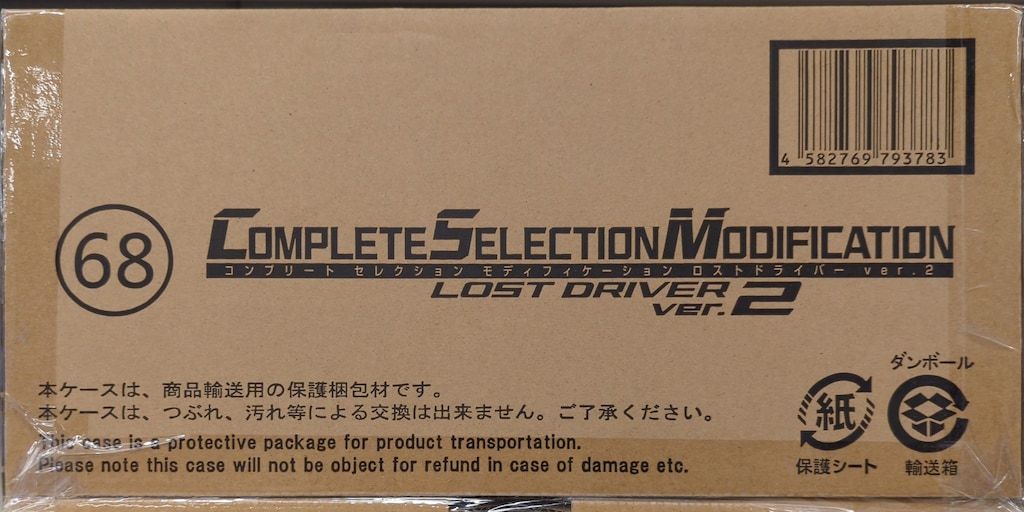 4 582769 793783
68
COMPLETE SELECTION MODIFICATION
コンプリート セレクション モディフィケーション ロストドライバー ver.2
LOST DRIVER
ver.2
本ケースは、商品輸送用の保護梱包材です。
本ケースは、つぶれ、汚れ等による交換は出来ません。ご了承ください。
This case is a protective package for product transportation.
Please note this case will not be object for refund in case of damage etc.
ダンボール
紙
保護シート
輸送箱